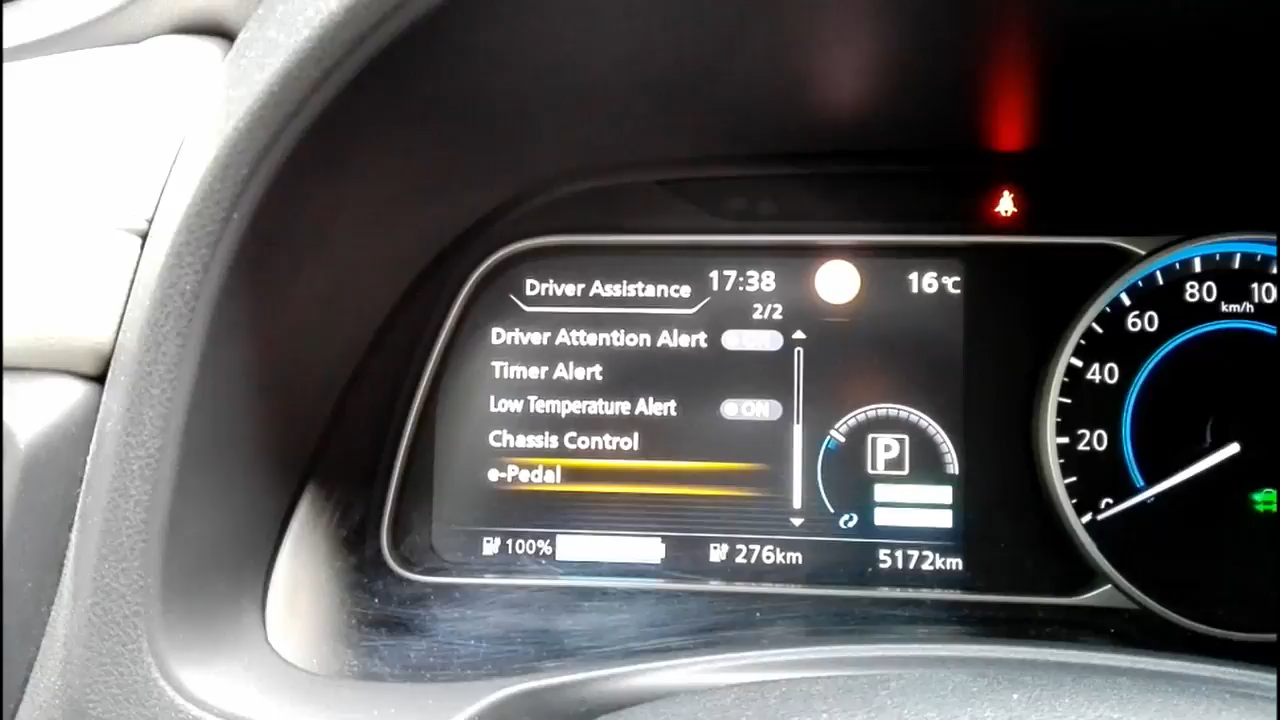 Driver Assistance 17:38 16°C
2/2
Driver Attention Alert
Timer Alert
Low Temperature Alert ON
Chassis Control
e-Pedal
P
100% 276km 5172km
80
km/h
60
40
20
0